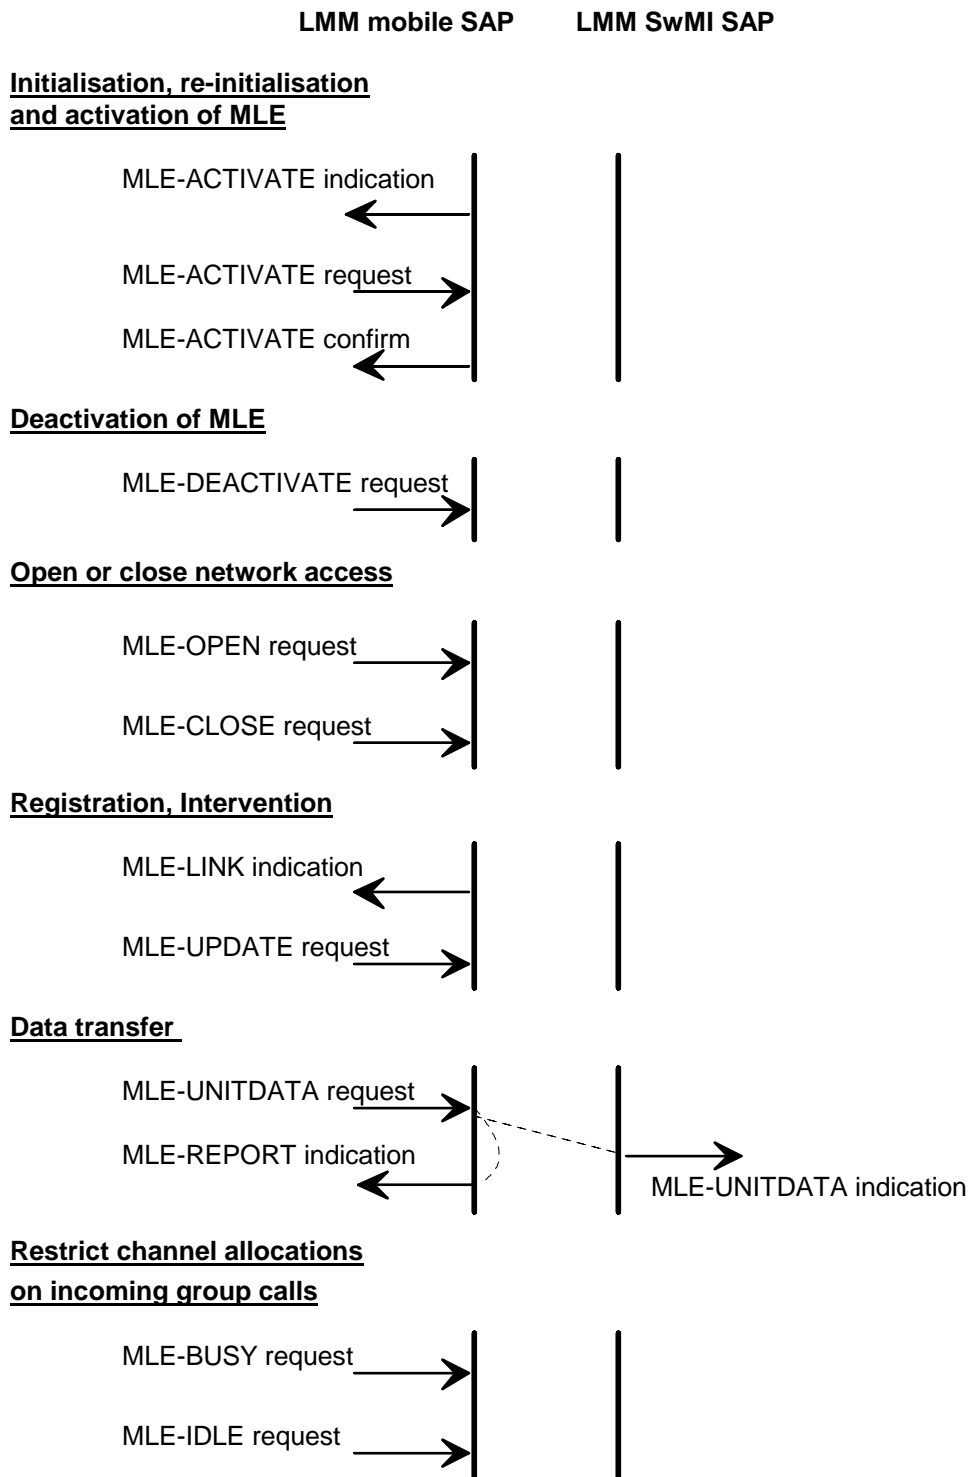 LMM mobile SAP LMM SwMI SAP
Initialisation, re-initialisation
and activation of MLE
MLE-ACTIVATE indication
MLE-ACTIVATE request
MLE-ACTIVATE confirm
Deactivation of MLE
MLE-DEACTIVATE request
Open or close network access
MLE-OPEN request
MLE-CLOSE request
Registration, Intervention
MLE-LINK indication
MLE-UPDATE request
Data transfer
MLE-UNITDATA request
MLE-REPORT indication
MLE-UNITDATA indication
Restrict channel allocations
on incoming group calls
MLE-BUSY request
MLE-IDLE request